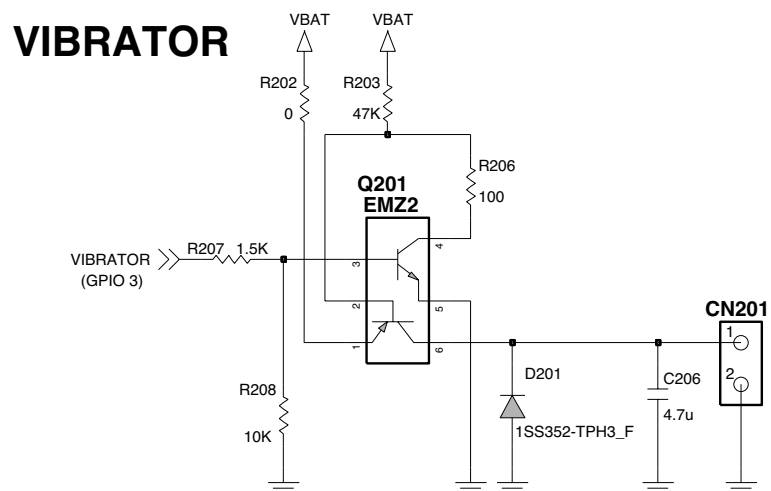 VIBRATOR
VBAT
VBAT
R202
0
R203
47K
R206
100
Q201
EMZ2
VIBRATOR
(GPIO 3)
R207 1.5K
3
4
2
5
1
6
CN201
1
2
R208
10K
D201
1SS352-TPH3_F
C206
4.7u